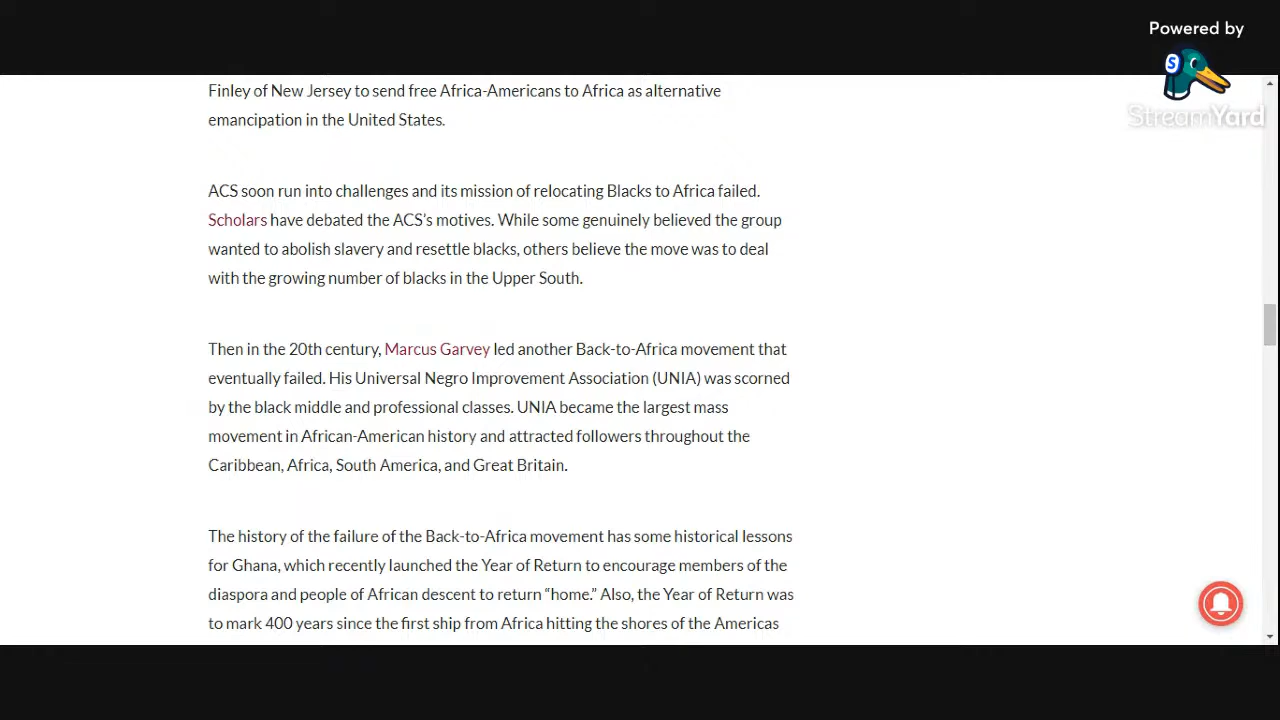 Powered by
S
StreamYard
Finley of New Jersey to send free Africa-Americans to Africa as alternative
emancipation in the United States.
ACS soon run into challenges and its mission of relocating Blacks to Africa failed.
Scholars have debated the ACS’s motives. While some genuinely believed the group
wanted to abolish slavery and resettle blacks, others believe the move was to deal
with the growing number of blacks in the Upper South.
Then in the 20th century, Marcus Garvey led another Back-to-Africa movement that
eventually failed. His Universal Negro Improvement Association (UNIA) was scorned
by the black middle and professional classes. UNIA became the largest mass
movement in African-American history and attracted followers throughout the
Caribbean, Africa, South America, and Great Britain.
The history of the failure of the Back-to-Africa movement has some historical lessons
for Ghana, which recently launched the Year of Return to encourage members of the
diaspora and people of African descent to return “home.” Also, the Year of Return was
to mark 400 years since the first ship from Africa hitting the shores of the Americas